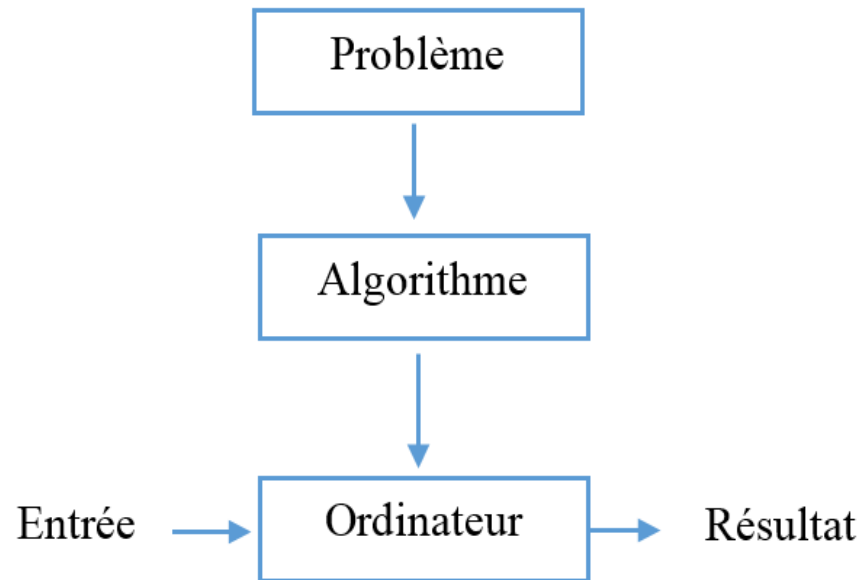 Problème
Algorithme
Entrée
Ordinateur
Résultat